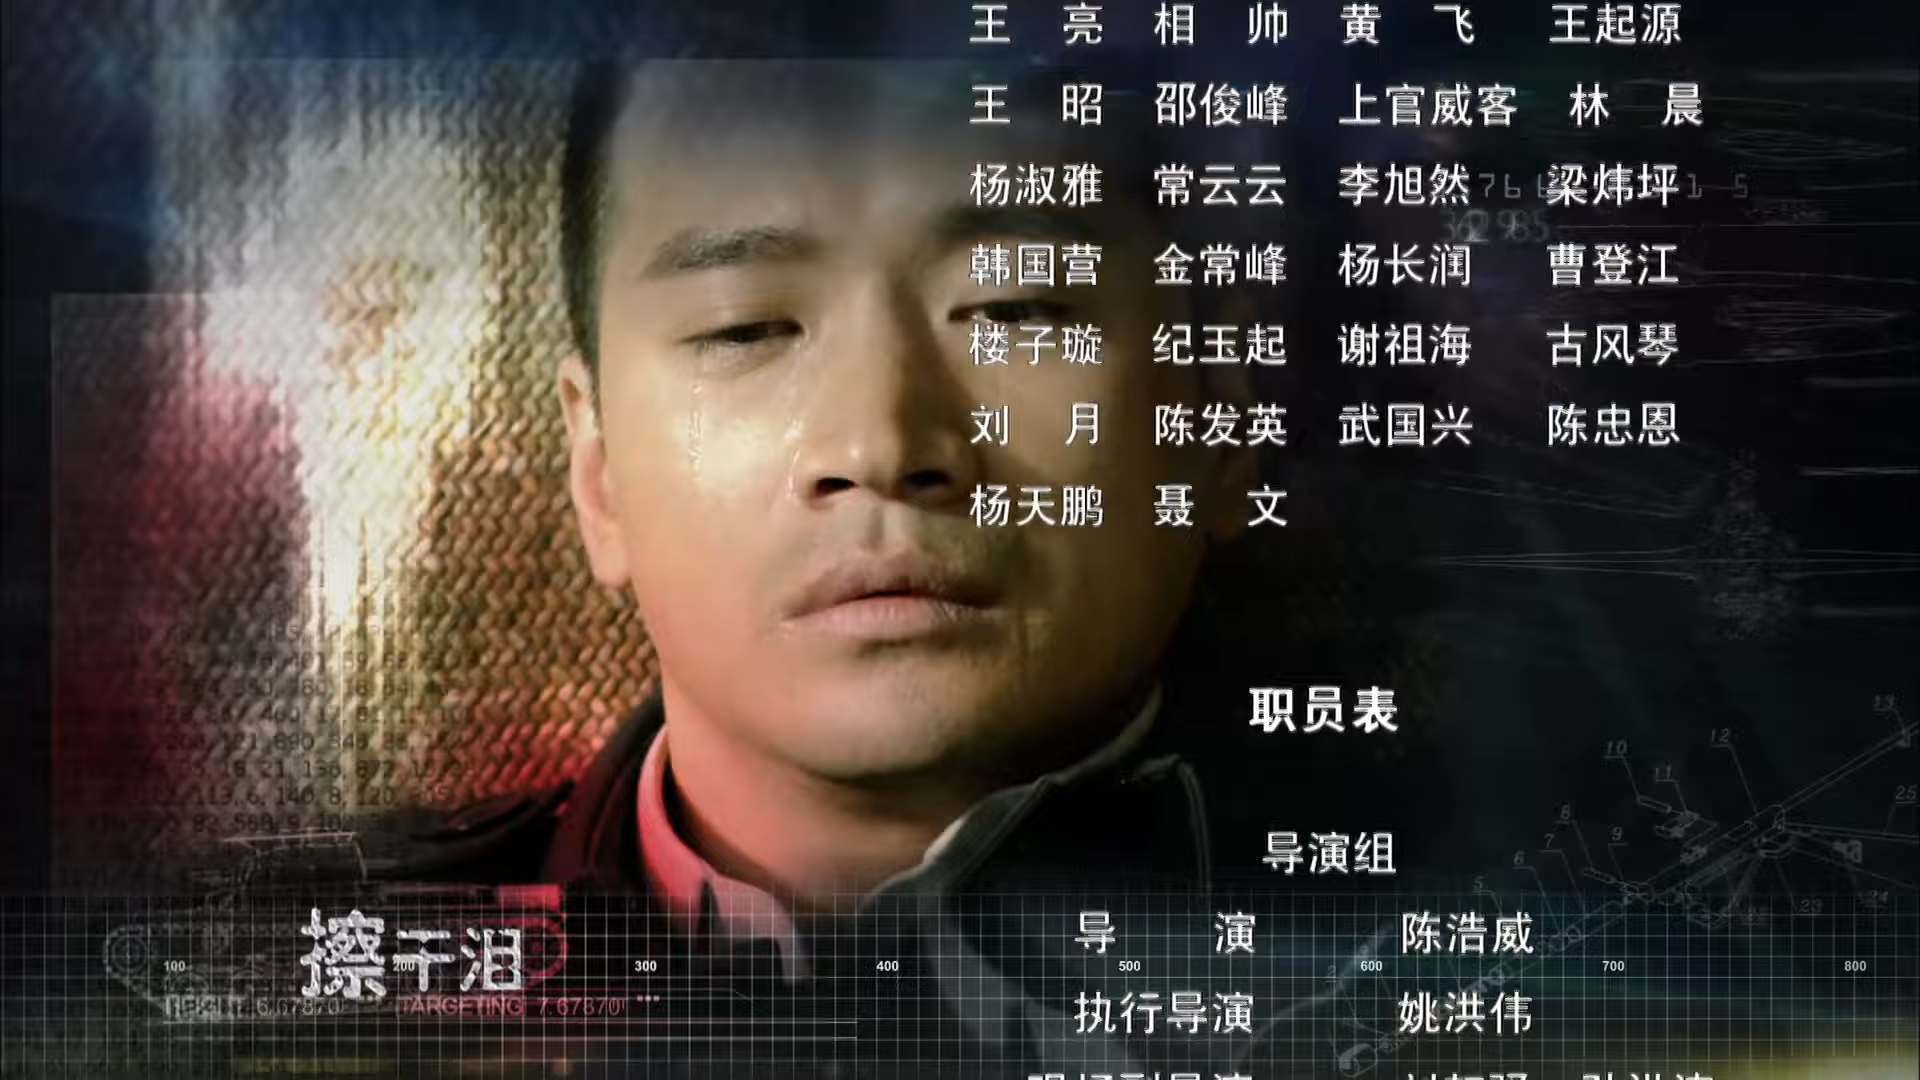 王 亮 相 帅 黄 飞 王起源
王 昭 邵俊峰 上官威客 林 晨
杨淑雅 常云云 李旭然 梁炜坪
韩国营 金常峰 杨长润 曹登江
楼子璇 纪玉起 谢祖海 古风琴
刘 月 陈发英 武国兴 陈忠恩
杨天鹏 聂 文
职员表
导演组
导 演 陈浩威
执行导演 姚洪伟
擦干泪
100 200 300 400 500 600 700 800
TARGETING 7.67870